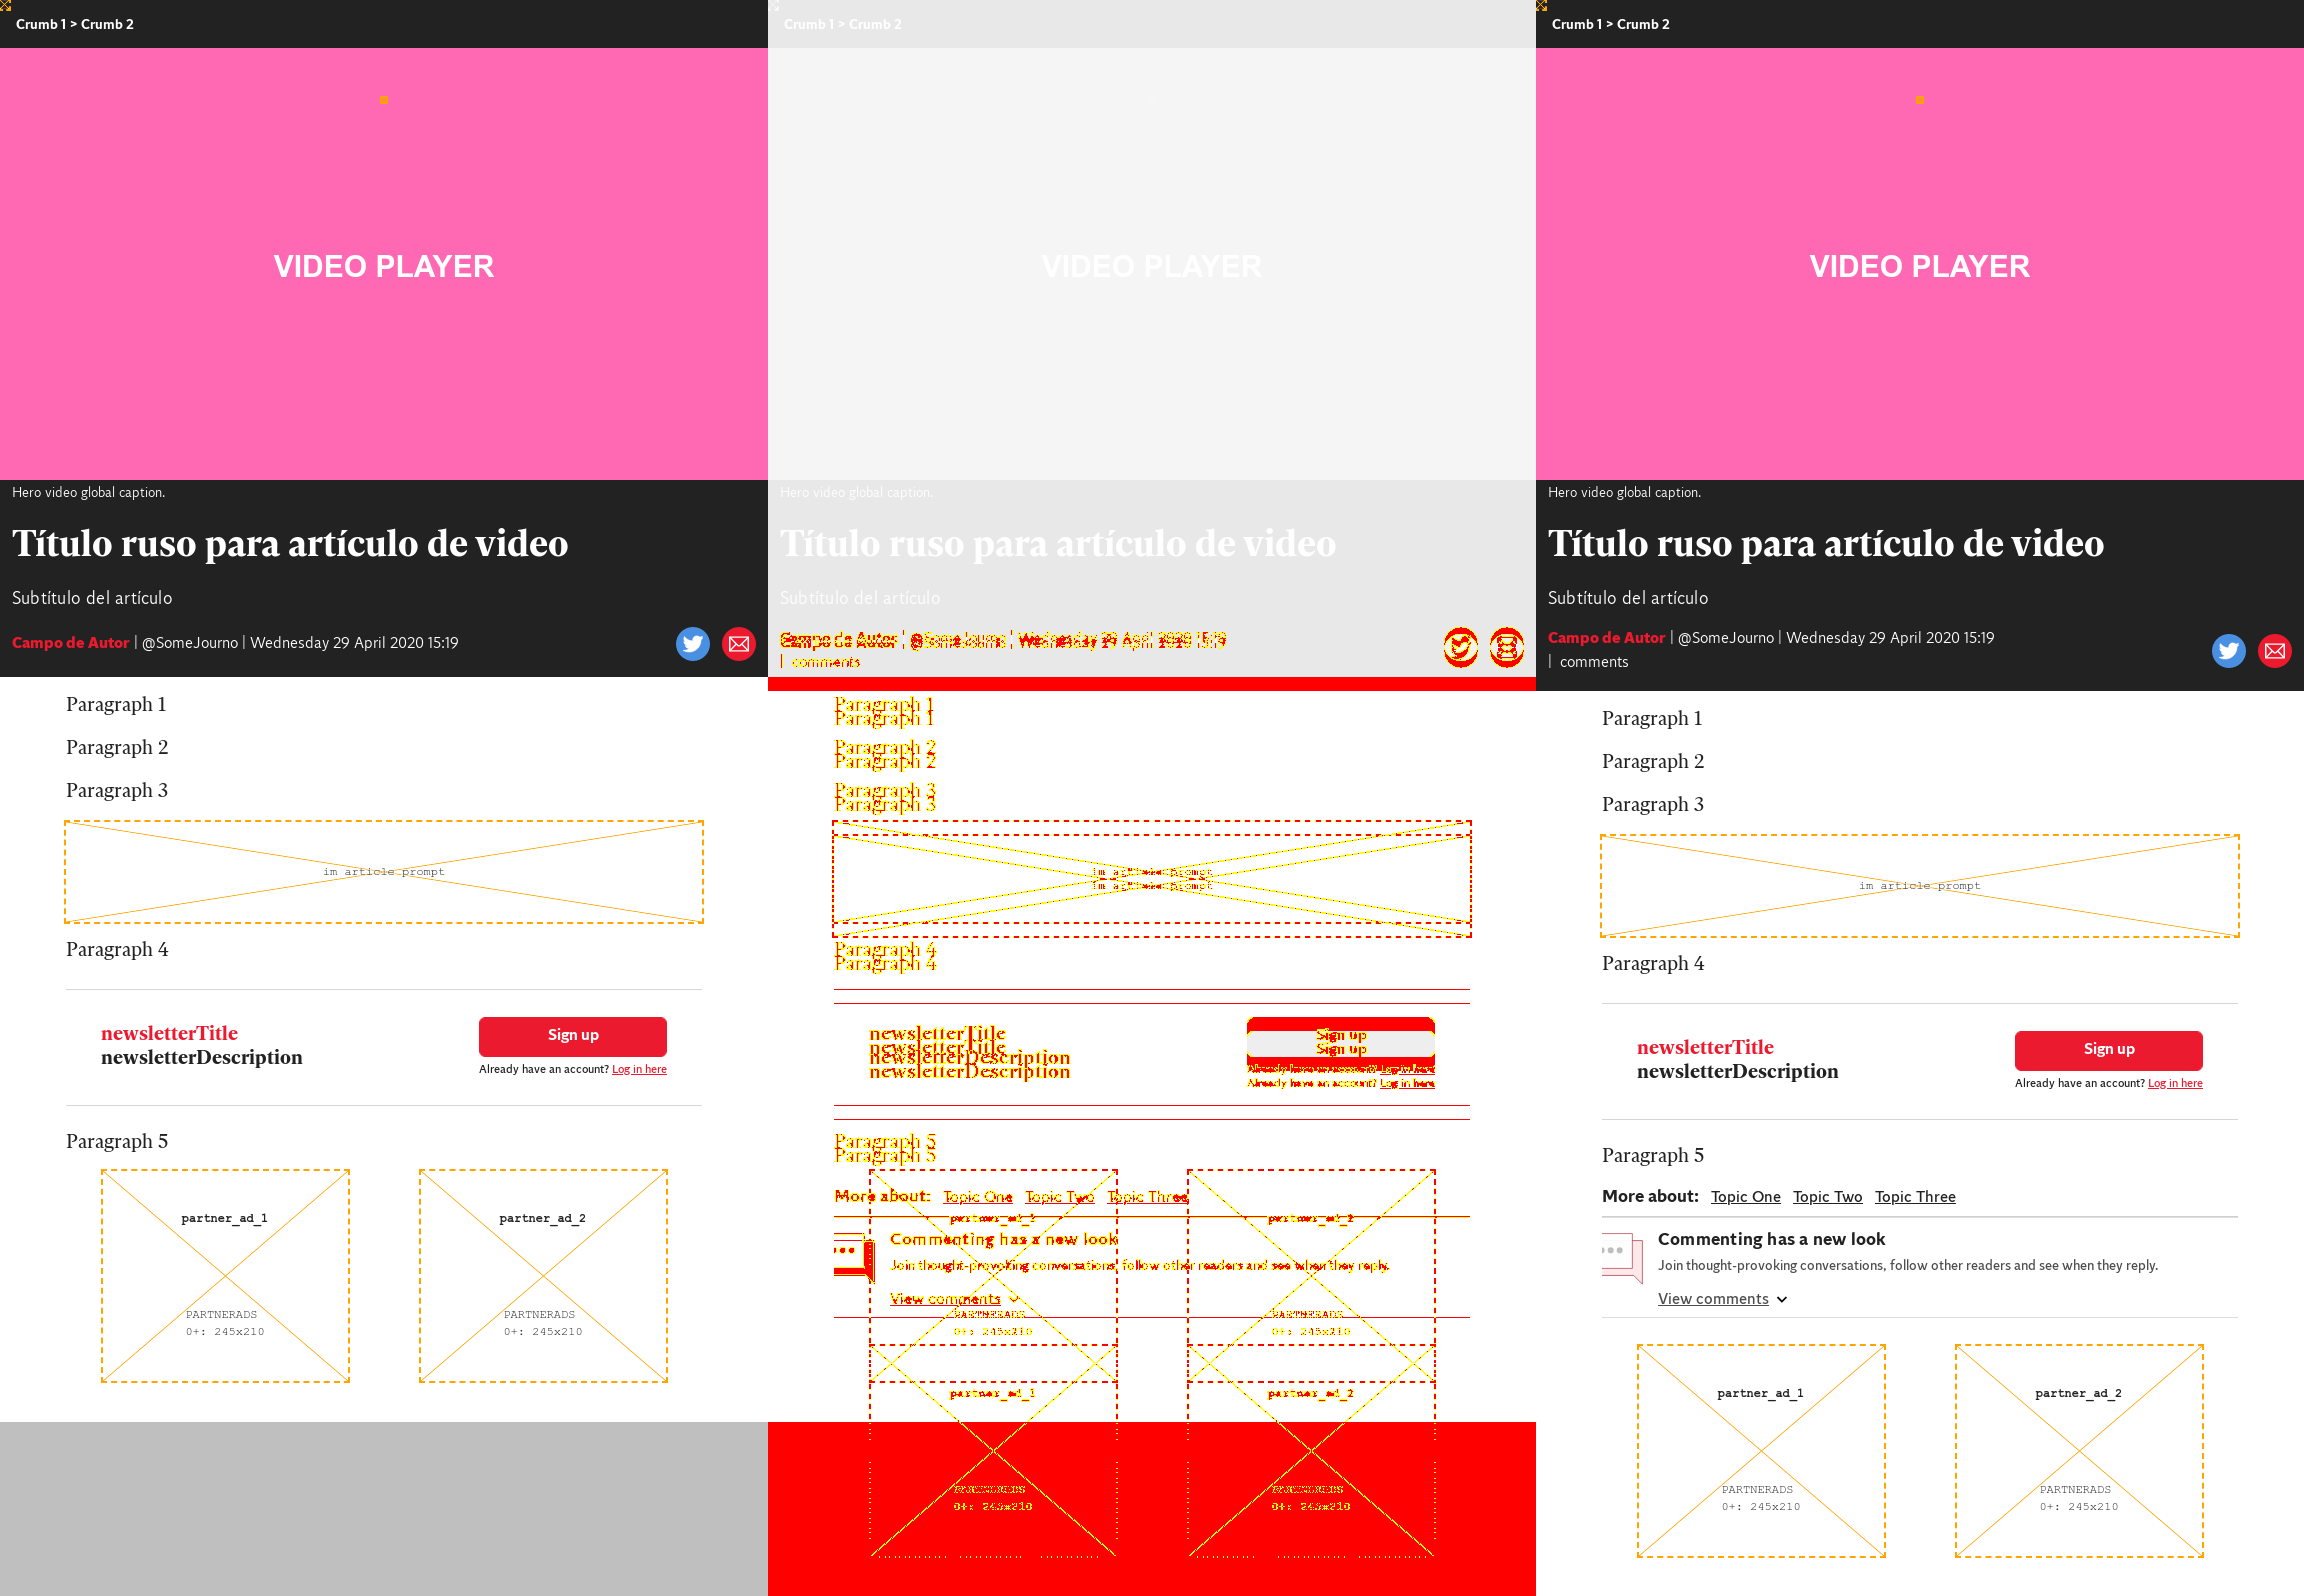 Crumb 1 > Crumb 2
VIDEO PLAYER
Hero video global caption.
Título ruso para artículo de video
Subtítulo del artículo
Campo de Autor | @SomeJourno | Wednesday 29 April 2020 15:19
Paragraph 1
Paragraph 2
Paragraph 3
im article prompt
Paragraph 4
newsletterTitle
newsletterDescription
Sign up
Already have an account? Log in here
Paragraph 5
partner_ad_1
PARTNERADS
0+: 245x210
partner_ad_2
PARTNERADS
0+: 245x210
Crumb 1 > Crumb 2
VIDEO PLAYER
Hero video global caption.
Título ruso para artículo de video
Subtítulo del artículo
Campo de Autor | @SomeJourno | Wednesday 29 April 2020 15:19
| comments
Paragraph 1
Paragraph 1
Paragraph 2
Paragraph 2
Paragraph 3
Paragraph 3
im article prompt
im article prompt
Paragraph 4
Paragraph 4
newsletterTitle
newsletterTitle
newsletterDescription
newsletterDescription
Sign up
Sign up
Already have an account? Log in here
Already have an account? Log in here
Paragraph 5
Paragraph 5
More about: Topic One Topic Two Topic Three
partner_ad_1
partner_ad_2
Commenting has a new look
Join thought-provoking conversations, follow other readers and see when they reply.
View comments
PARTNERADS
0+: 245x210
PARTNERADS
0+: 245x210
partner_ad_1
partner_ad_2
PARTNERADS
0+: 245x210
PARTNERADS
0+: 245x210
Crumb 1 > Crumb 2
VIDEO PLAYER
Hero video global caption.
Título ruso para artículo de video
Subtítulo del artículo
Campo de Autor | @SomeJourno | Wednesday 29 April 2020 15:19
| comments
Paragraph 1
Paragraph 2
Paragraph 3
im article prompt
Paragraph 4
newsletterTitle
newsletterDescription
Sign up
Already have an account? Log in here
Paragraph 5
More about: Topic One Topic Two Topic Three
Commenting has a new look
Join thought-provoking conversations, follow other readers and see when they reply.
View comments
partner_ad_1
PARTNERADS
0+: 245x210
partner_ad_2
PARTNERADS
0+: 245x210